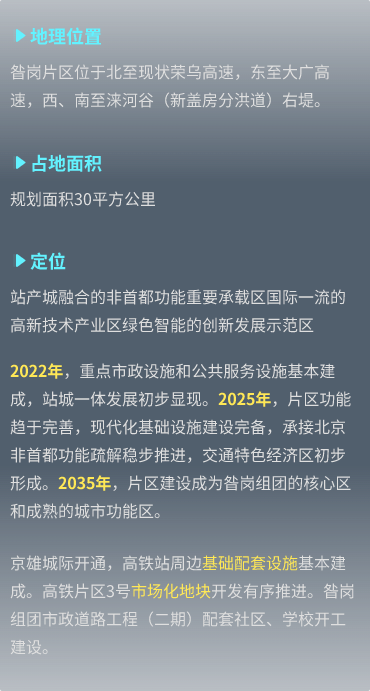 地理位置
昝岗片区位于北至现状荣乌高速，东至大广高
速，西、南至涞河谷（新盖房分洪道）右堤。
占地面积
规划面积30平方公里
定位
站产城融合的非首都功能重要承载区国际一流的
高新技术产业区绿色智能的创新发展示范区
2022年，重点市政设施和公共服务设施基本建
成，站城一体发展初步显现。2025年，片区功能
趋于完善，现代化基础设施建设完备，承接北京
非首都功能疏解稳步推进，交通特色经济区初步
形成。2035年，片区建设成为昝岗组团的核心区
和成熟的城市功能区。
京雄城际开通，高铁站周边基础配套设施基本建
成。高铁片区3号市场化地块开发有序推进。昝岗
组团市政道路工程（二期）配套社区、学校开工
建设。